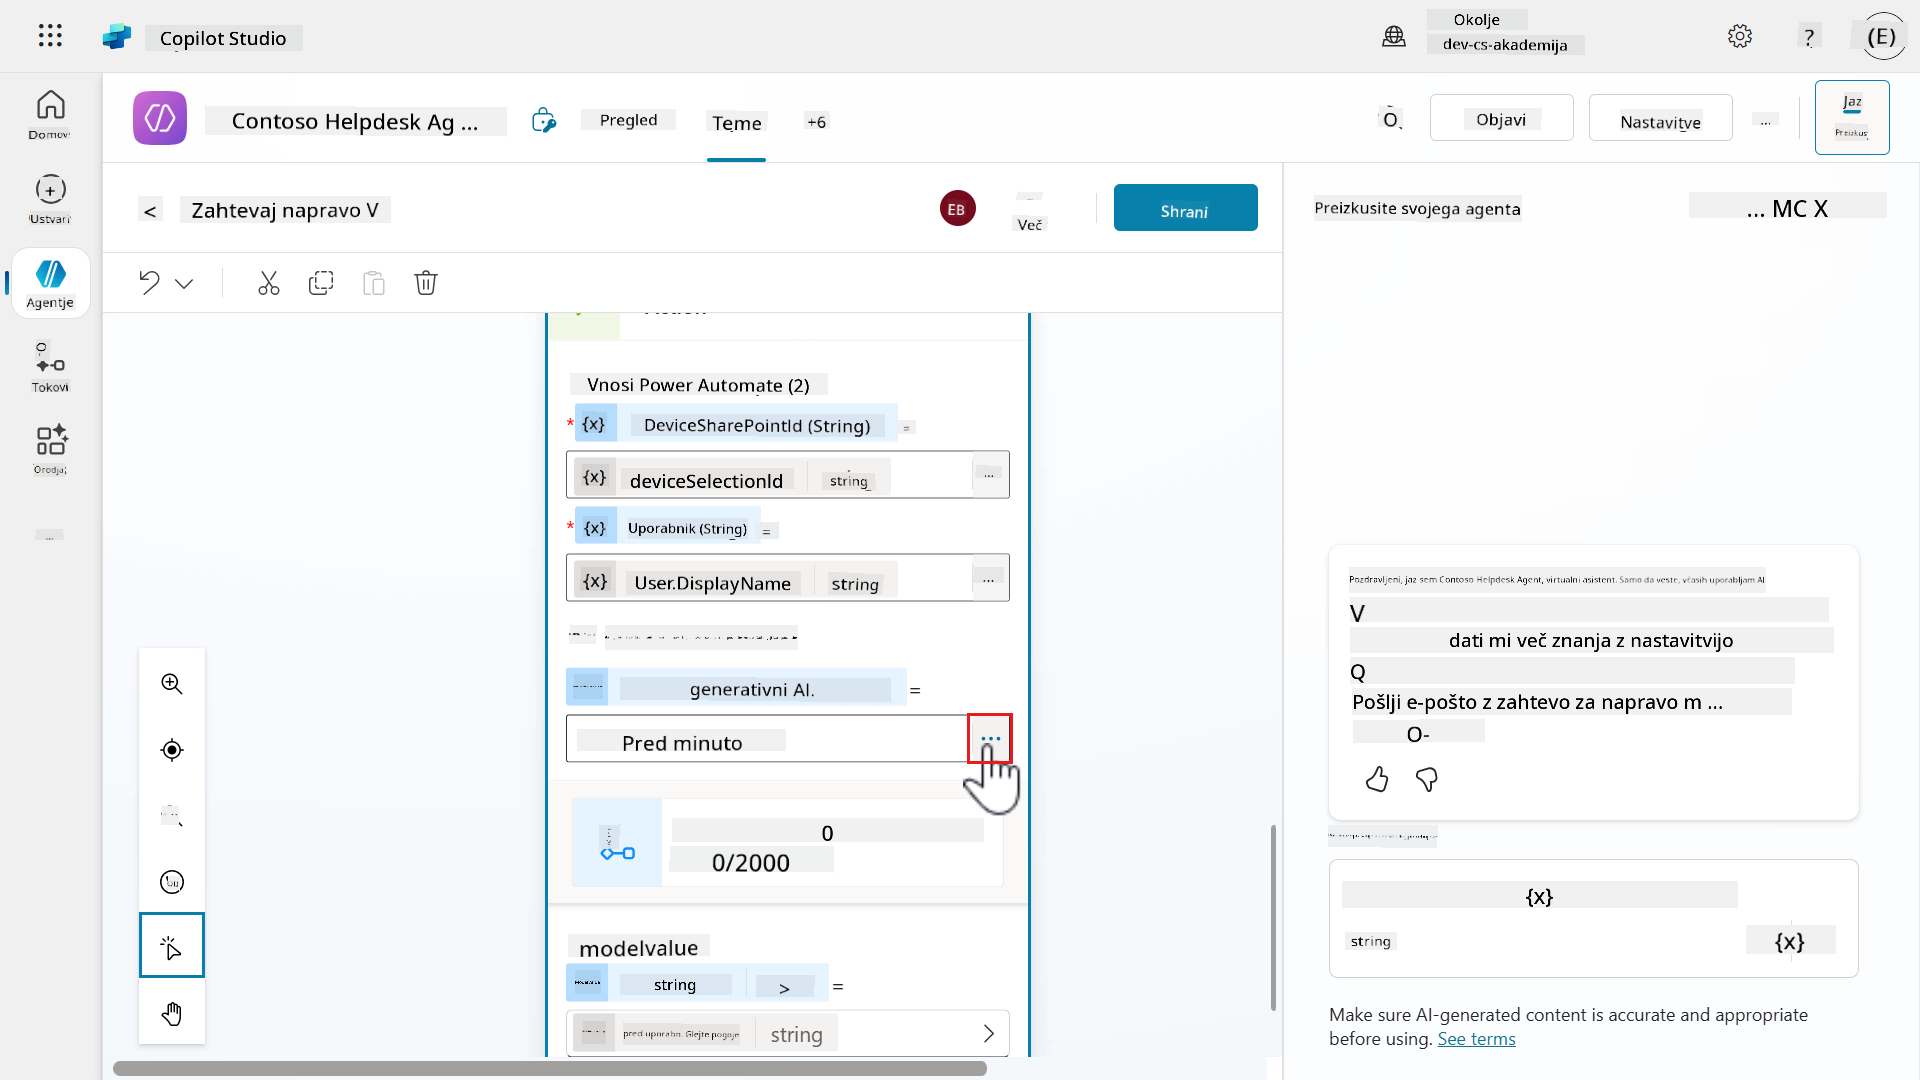 Copilot Studio
Okolje
dev-cs-akademija
?
(E)
Domov
Ustvari
Agentje
Tokovi
Orodja;
Contoso Helpdesk Ag ...
Pregled
Teme
+6
Objavi
Nastavitve
...
Jaz
Preizkus
<
Zahtevaj napravo V
EB
Več
Shrani
Preizkusite svojega agenta
... MC X
Vnosi Power Automate (2)
* {x} DeviceSharePointId (String) =
{x} deviceSelectionId string ...
* {x} Uporabnik (String) =
{x} User.DisplayName string ...
generativni AI. =
Pred minuto ...
0
0/2000
modelvalue
string > =
pred uporabo. Glejte pogoje string
Pozdravljeni, jaz sem Contoso Helpdesk Agent, virtualni asistent. Samo da veste, včasih uporabljam AI
V
dati mi več znanja z nastavitvijo
Q
Pošlji e-pošto z zahtevo za napravo m ...
O-
{x}
string
{x}
Make sure AI-generated content is accurate and appropriate
before using. See terms